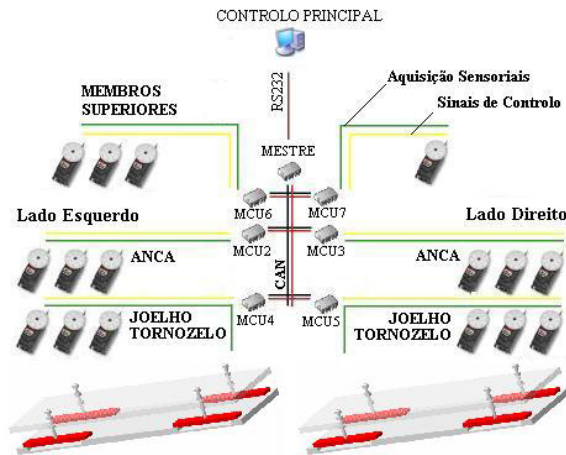 CONTROLO PRINCIPAL
RS232
Aquisição Sensoriais
Sinais de Controlo
MEMBROS
SUPERIORES
MESTRE
MCU6
MCU7
Lado Esquerdo
Lado Direito
MCU2
MCU3
ANCA
ANCA
CAN
MCU4
MCU5
JOELHO
TORNOZELO
JOELHO
TORNOZELO